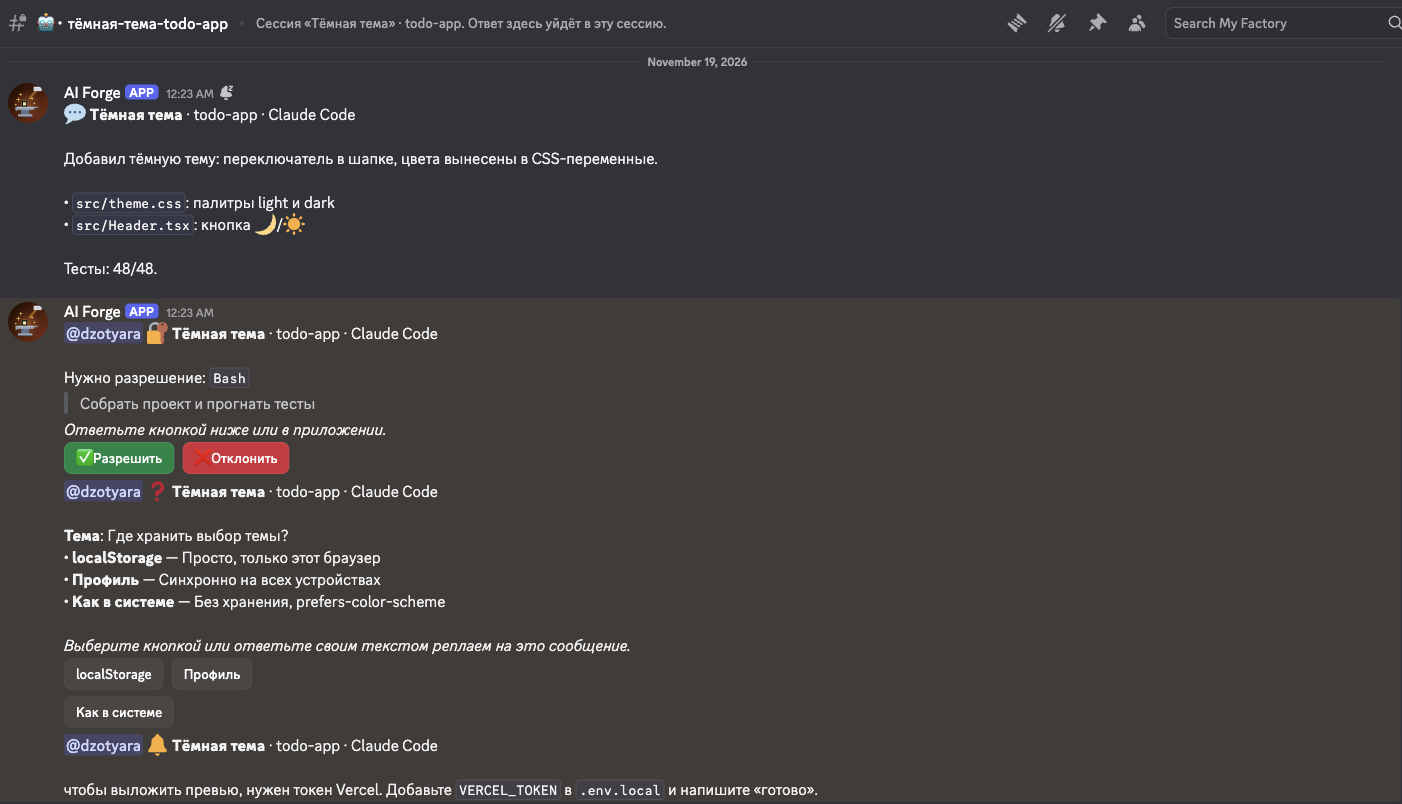 тёмная-тема-todo-app
Сессия «Тёмная тема» · todo-app. Ответ здесь уйдёт в эту сессию.
Search My Factory
November 19, 2026
AI Forge APP 12:23 AM
💬 Тёмная тема · todo-app · Claude Code
Добавил тёмную тему: переключатель в шапке, цвета вынесены в CSS-переменные.
• src/theme.css: палитры light и dark
• src/Header.tsx: кнопка 🌙/☀️
Тесты: 48/48.
AI Forge APP 12:23 AM
@dzotyara 🔐 Тёмная тема · todo-app · Claude Code
Нужно разрешение: Bash
Собрать проект и прогнать тесты
Ответьте кнопкой ниже или в приложении.
✅Разрешить ❌Отклонить
@dzotyara ❓ Тёмная тема · todo-app · Claude Code
Тема: Где хранить выбор темы?
• localStorage — Просто, только этот браузер
• Профиль — Синхронно на всех устройствах
• Как в системе — Без хранения, prefers-color-scheme
Выберите кнопкой или ответьте своим текстом реплаем на это сообщение.
localStorage Профиль
Как в системе
@dzotyara 🔔 Тёмная тема · todo-app · Claude Code
чтобы выложить превью, нужен токен Vercel. Добавьте VERCEL_TOKEN в .env.local и напишите «готово».